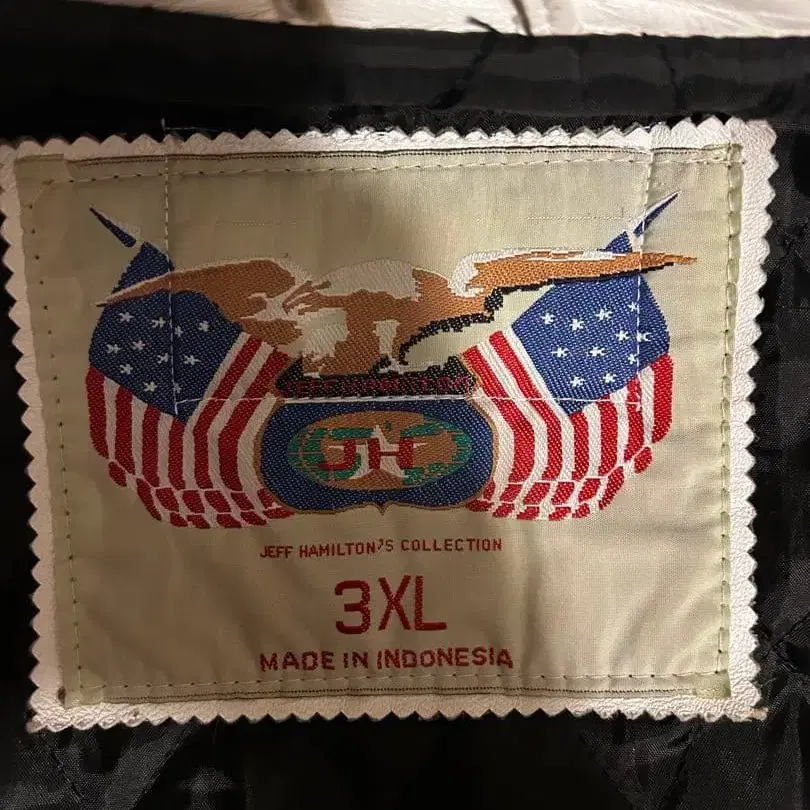 JH
JEFF HAMILTON'S COLLECTION
3XL
MADE IN INDONESIA